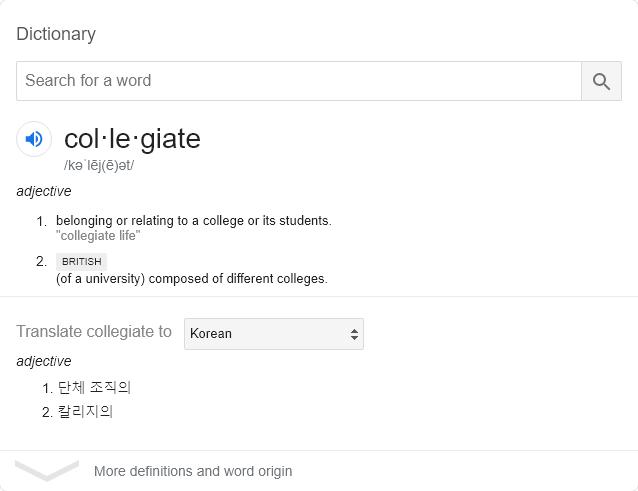 Dictionary
Search for a word
col·le·giate
/kəˈlēj(ē)ət/
adjective
1. belonging or relating to a college or its students.
"collegiate life"
2. BRITISH
(of a university) composed of different colleges.
Translate collegiate to Korean
adjective
1. 단체 조직의
2. 칼리지의
More definitions and word origin